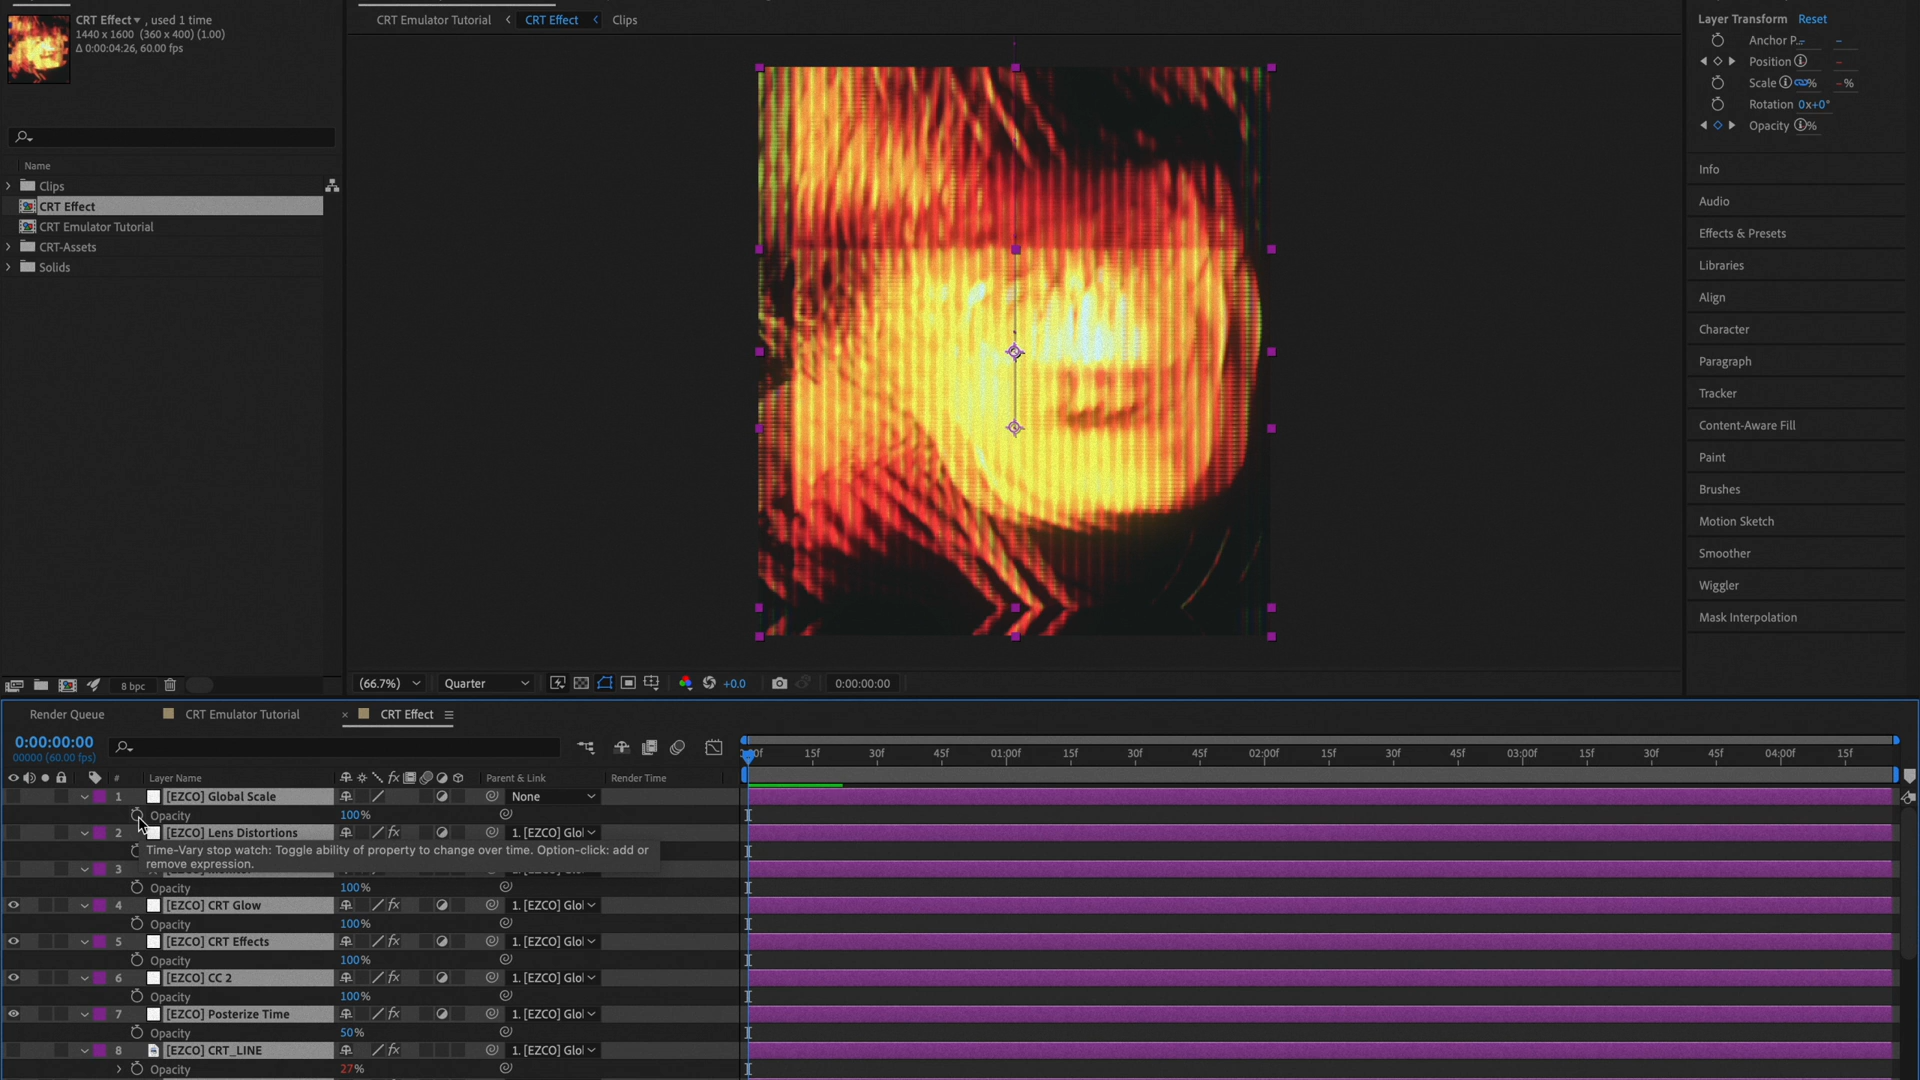 CRT Effect , used 1 time
1440 x 1600 (360 x 400) (1.00)
Δ 0:00:04:26, 60.00 fps
CRT Emulator Tutorial
CRT Effect
Clips
Layer Transform Reset
Anchor P...
Position
Scale %
- %
Rotation 0x+0°
Opacity %
Name
Clips
CRT Effect
CRT Emulator Tutorial
CRT-Assets
Solids
Info
Audio
Effects & Presets
Libraries
Align
Character
Paragraph
Tracker
Content-Aware Fill
Paint
Brushes
Motion Sketch
Smoother
Wiggler
Mask Interpolation
8 bpc
(66.7%)
Quarter
+0.0
0:00:00:00
Render Queue
CRT Emulator Tutorial
× CRT Effect
0:00:00:00
00000 (60.00 fps)
15f 30f 45f 01:00f 15f 30f 45f 02:00f 15f 30f 45f 03:00f 15f 30f 45f 04:00f 15f
# Layer Name fx Parent & Link Render Time
1 [EZCO] Global Scale None
Opacity 100%
2 [EZCO] Lens Distortions fx 1. [EZCO] Glo
Time-Vary stop watch: Toggle ability of property to change over time. Option-click: add or
remove expression.
3
Opacity 100%
4 [EZCO] CRT Glow fx 1. [EZCO] Glo
Opacity 100%
5 [EZCO] CRT Effects fx 1. [EZCO] Glo
Opacity 100%
6 [EZCO] CC 2 fx 1. [EZCO] Glo
Opacity 100%
7 [EZCO] Posterize Time fx 1. [EZCO] Glo
Opacity 50%
8 [EZCO] CRT_LINE fx 1. [EZCO] Glo
Opacity 27%